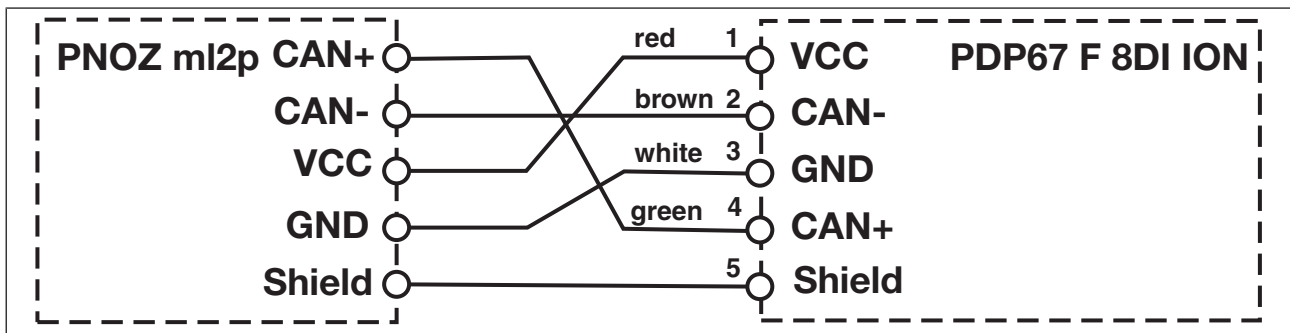 PNOZ ml2p CAN+ red 1 VCC PDP67 F 8DI ION
CAN- brown 2 CAN-
VCC white 3 GND
GND green 4 CAN+
Shield 5 Shield